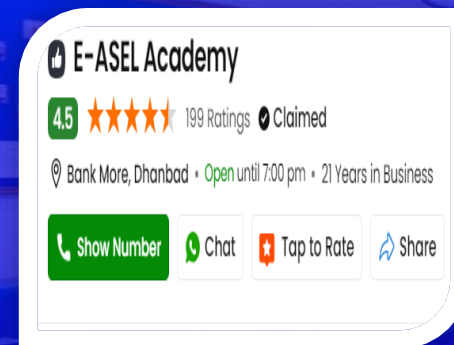 E-ASEL Academy
4.5 199 Ratings Claimed
Bank More, Dhanbad • Open until 7:00 pm • 21 Years in Business
Show Number Chat Tap to Rate Share